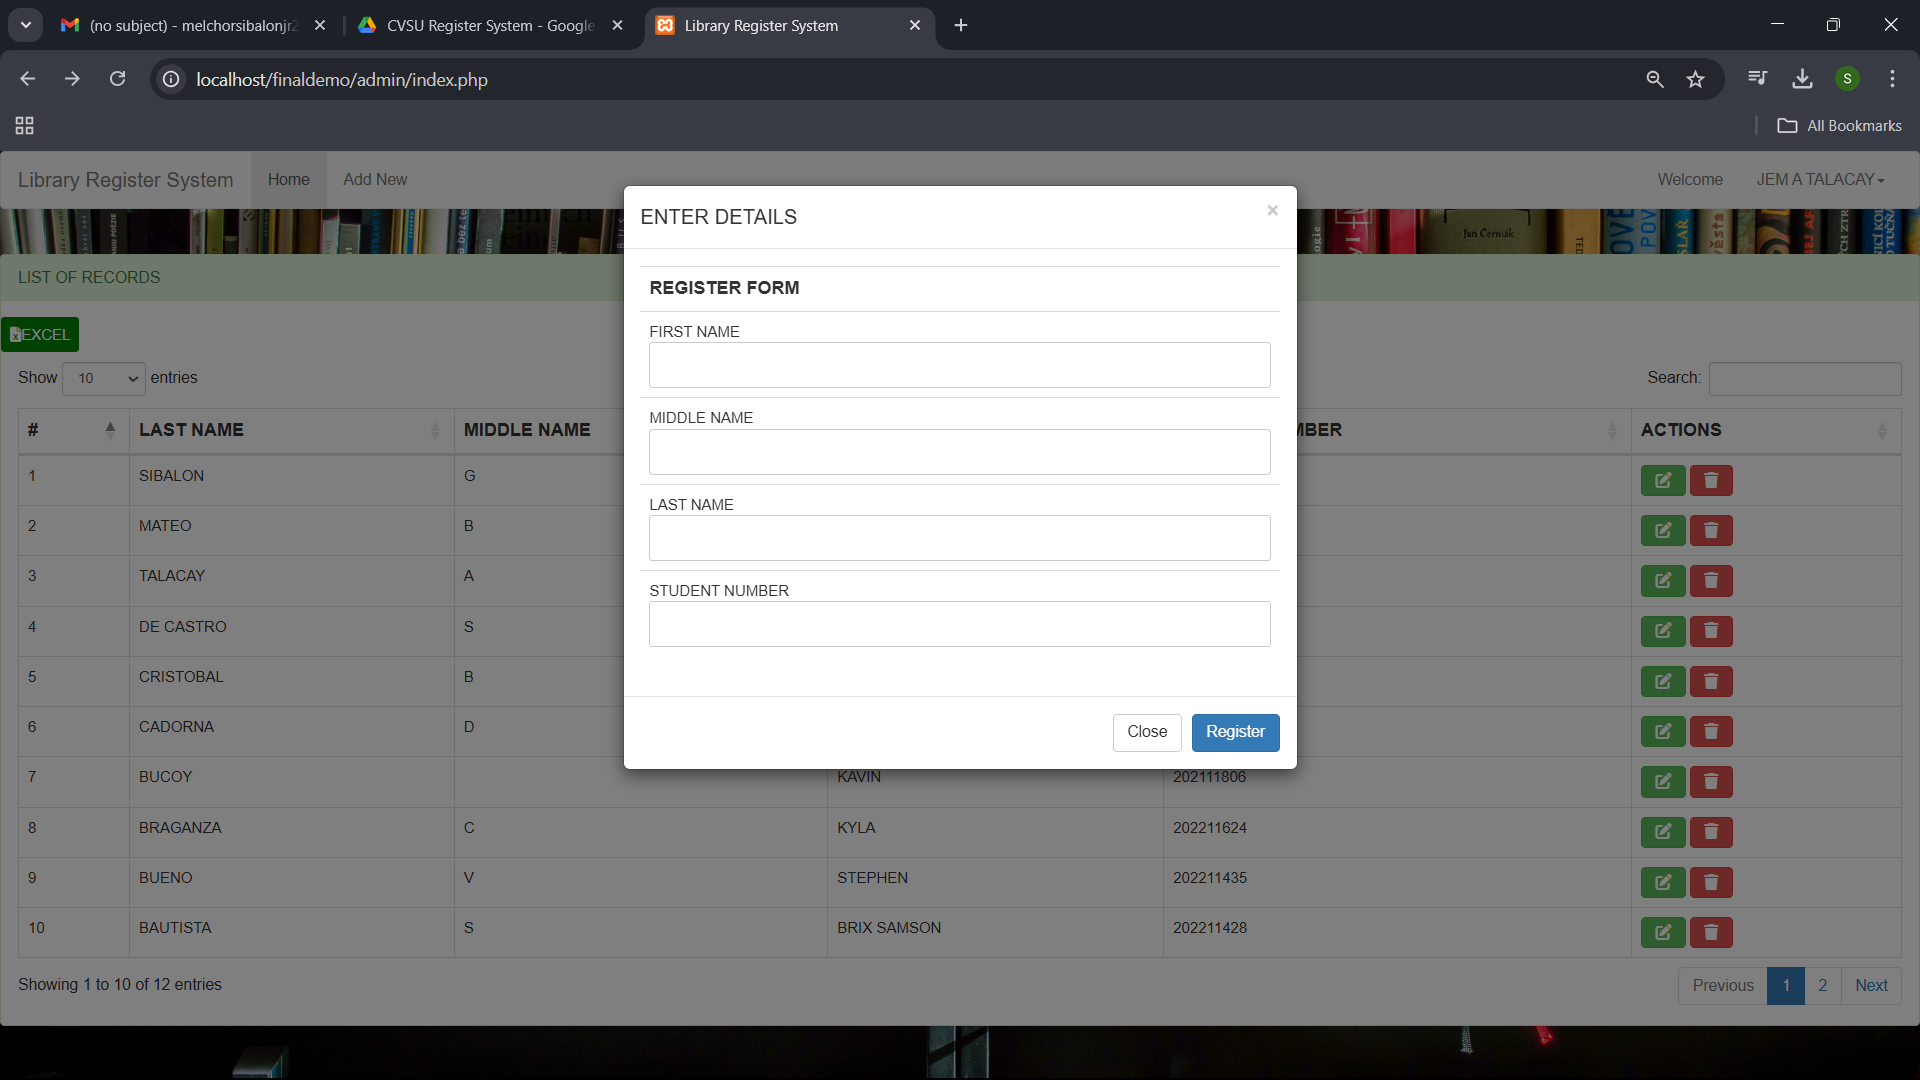 (no subject) - melchorsibalonjr2
CVSU Register System - Google
Library Register System
localhost/finaldemo/admin/index.php
S
All Bookmarks
Library Register System
Home
Add New
Welcome
JEM A TALACAY
Jan Čermák
LIST OF RECORDS
EXCEL
Show 10 entries
Search:
# LAST NAME MIDDLE NAME MBER ACTIONS
1 SIBALON G
2 MATEO B
3 TALACAY A
4 DE CASTRO S
5 CRISTOBAL B
6 CADORNA D
7 BUCOY KAVIN 202111806
8 BRAGANZA C KYLA 202211624
9 BUENO V STEPHEN 202211435
10 BAUTISTA S BRIX SAMSON 202211428
Showing 1 to 10 of 12 entries
Previous 1 2 Next
ENTER DETAILS
×
REGISTER FORM
FIRST NAME
MIDDLE NAME
LAST NAME
STUDENT NUMBER
Close
Register